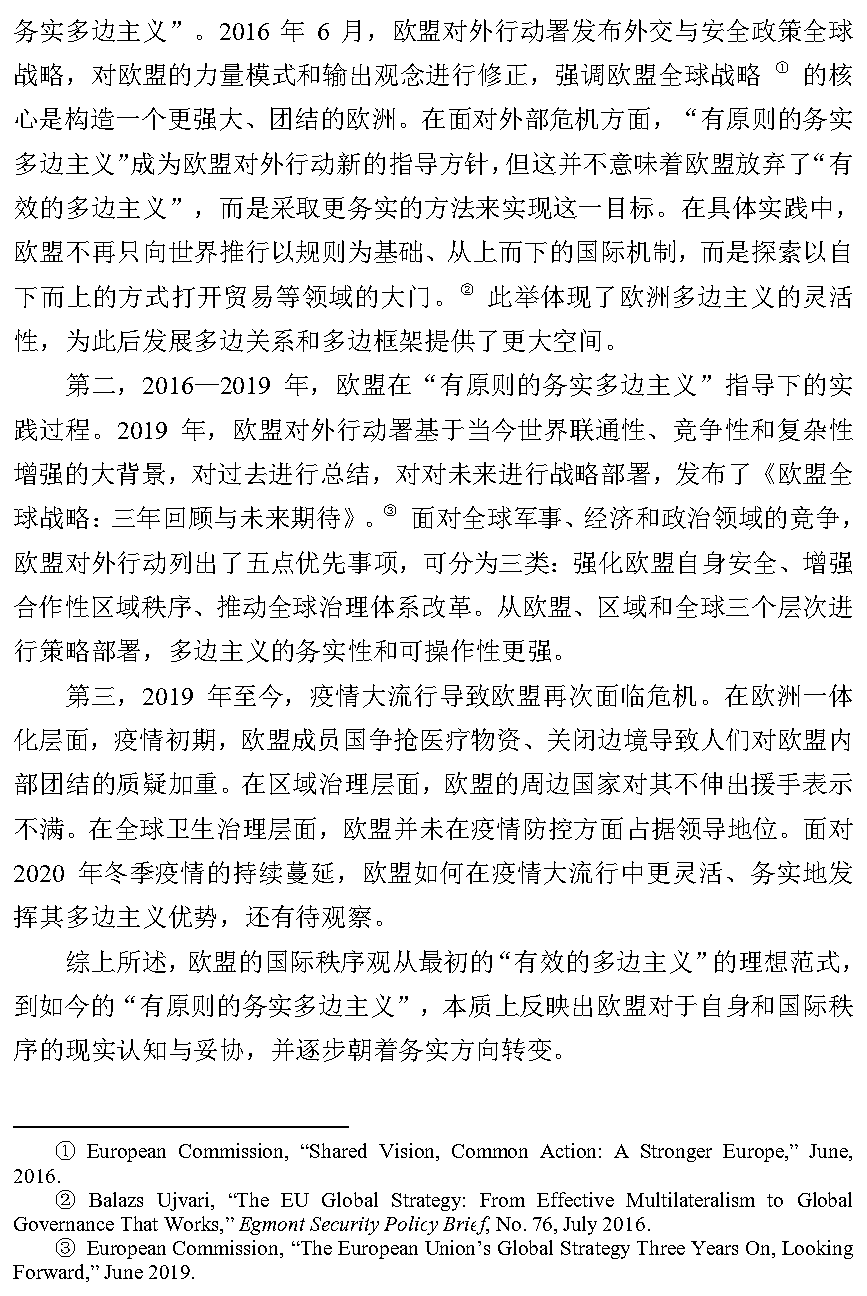 务实多边主义”。2016 年 6 月，欧盟对外行动署发布外交与安全政策全球
战略，对欧盟的力量模式和输出观念进行修正，强调欧盟全球战略 ① 的核
心是构造一个更强大、团结的欧洲。在面对外部危机方面，“有原则的务实
多边主义”成为欧盟对外行动新的指导方针，但这并不意味着欧盟放弃了“有
效的多边主义”，而是采取更务实的方法来实现这一目标。在具体实践中，
欧盟不再只向世界推行以规则为基础、从上而下的国际机制，而是探索以自
下而上的方式打开贸易等领域的大门。② 此举体现了欧洲多边主义的灵活
性，为此后发展多边关系和多边框架提供了更大空间。
第二，2016—2019 年，欧盟在“有原则的务实多边主义”指导下的实
践过程。2019 年，欧盟对外行动署基于当今世界联通性、竞争性和复杂性
增强的大背景，对过去进行总结，对对未来进行战略部署，发布了《欧盟全
球战略：三年回顾与未来期待》。③ 面对全球军事、经济和政治领域的竞争，
欧盟对外行动列出了五点优先事项，可分为三类：强化欧盟自身安全、增强
合作性区域秩序、推动全球治理体系改革。从欧盟、区域和全球三个层次进
行策略部署，多边主义的务实性和可操作性更强。
第三，2019 年至今，疫情大流行导致欧盟再次面临危机。在欧洲一体
化层面，疫情初期，欧盟成员国争抢医疗物资、关闭边境导致人们对欧盟内
部团结的质疑加重。在区域治理层面，欧盟的周边国家对其不伸出援手表示
不满。在全球卫生治理层面，欧盟并未在疫情防控方面占据领导地位。面对
2020 年冬季疫情的持续蔓延，欧盟如何在疫情大流行中更灵活、务实地发
挥其多边主义优势，还有待观察。
综上所述，欧盟的国际秩序观从最初的“有效的多边主义”的理想范式，
到如今的“有原则的务实多边主义”，本质上反映出欧盟对于自身和国际秩
序的现实认知与妥协，并逐步朝着务实方向转变。
① European Commission, “Shared Vision, Common Action: A Stronger Europe,” June,
2016.
② Balazs Ujvari, “The EU Global Strategy: From Effective Multilateralism to Global
Governance That Works,” Egmont Security Policy Brief, No. 76, July 2016.
③ European Commission, “The European Union’s Global Strategy Three Years On, Looking
Forward,” June 2019.